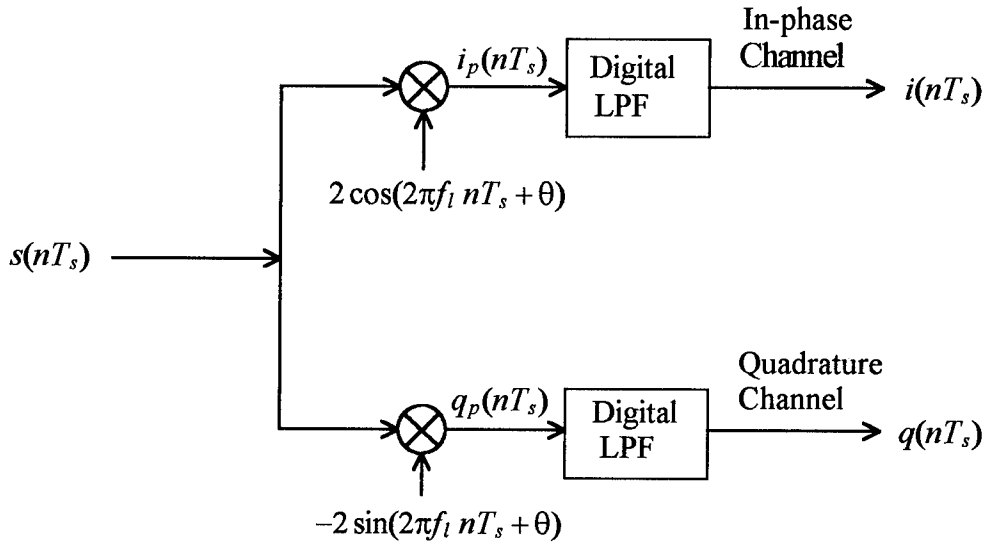 In-phase
Channel
i_p(nT_s)
Digital
LPF
i(nT_s)
2 cos(2πf_l nT_s + θ)
s(nT_s)
Quadrature
Channel
q_p(nT_s)
Digital
LPF
q(nT_s)
−2 sin(2πf_l nT_s + θ)